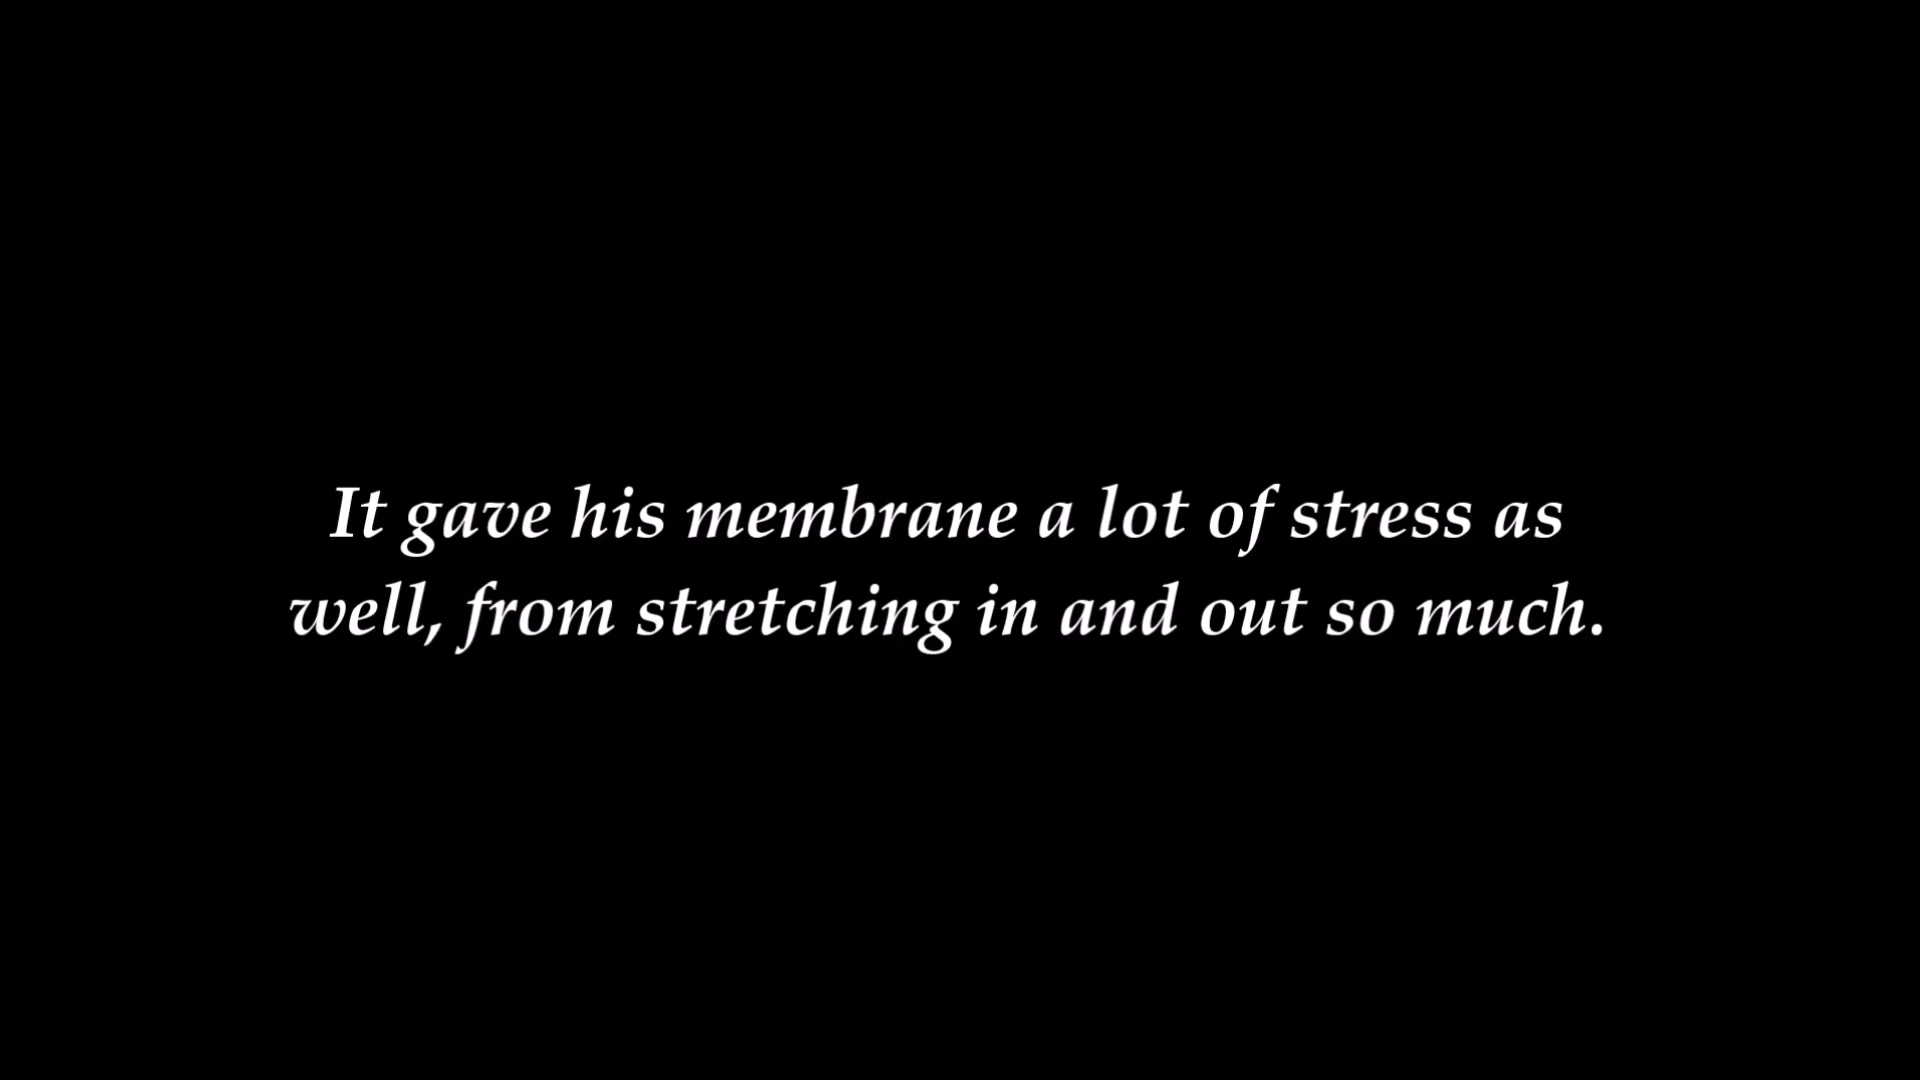 It gave his membrane a lot of stress as
well, from stretching in and out so much.